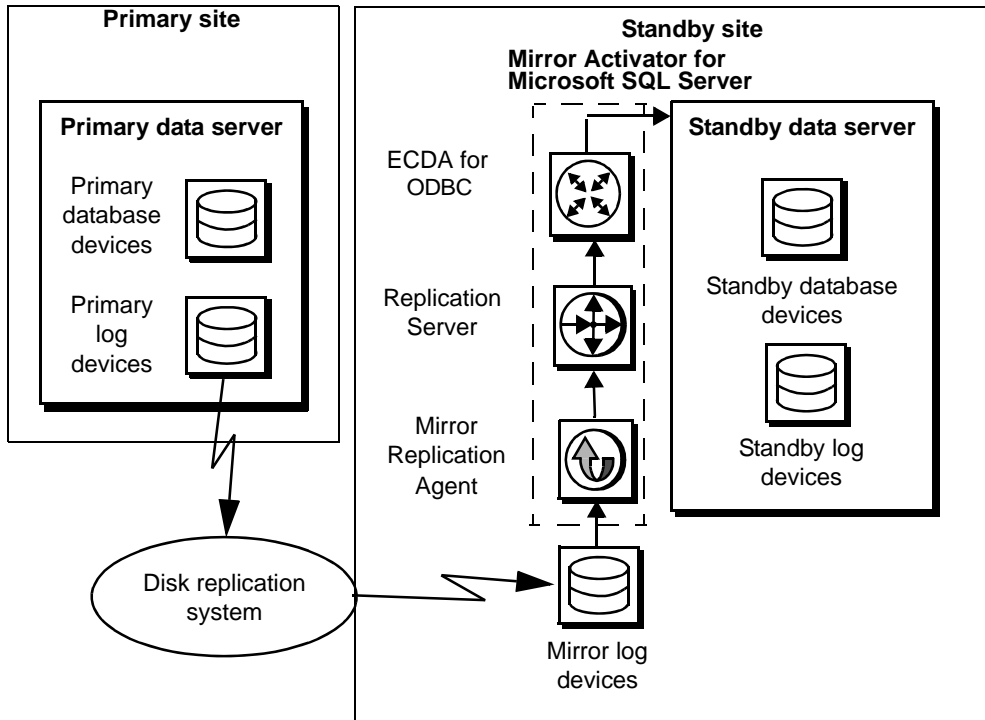 Primary site
Primary data server
Primary
database
devices
Primary
log
devices
Disk replication
system
Standby site
Mirror Activator for
Microsoft SQL Server
ECDA for
ODBC
Replication
Server
Mirror
Replication
Agent
Mirror log
devices
Standby data server
Standby database
devices
Standby log
devices